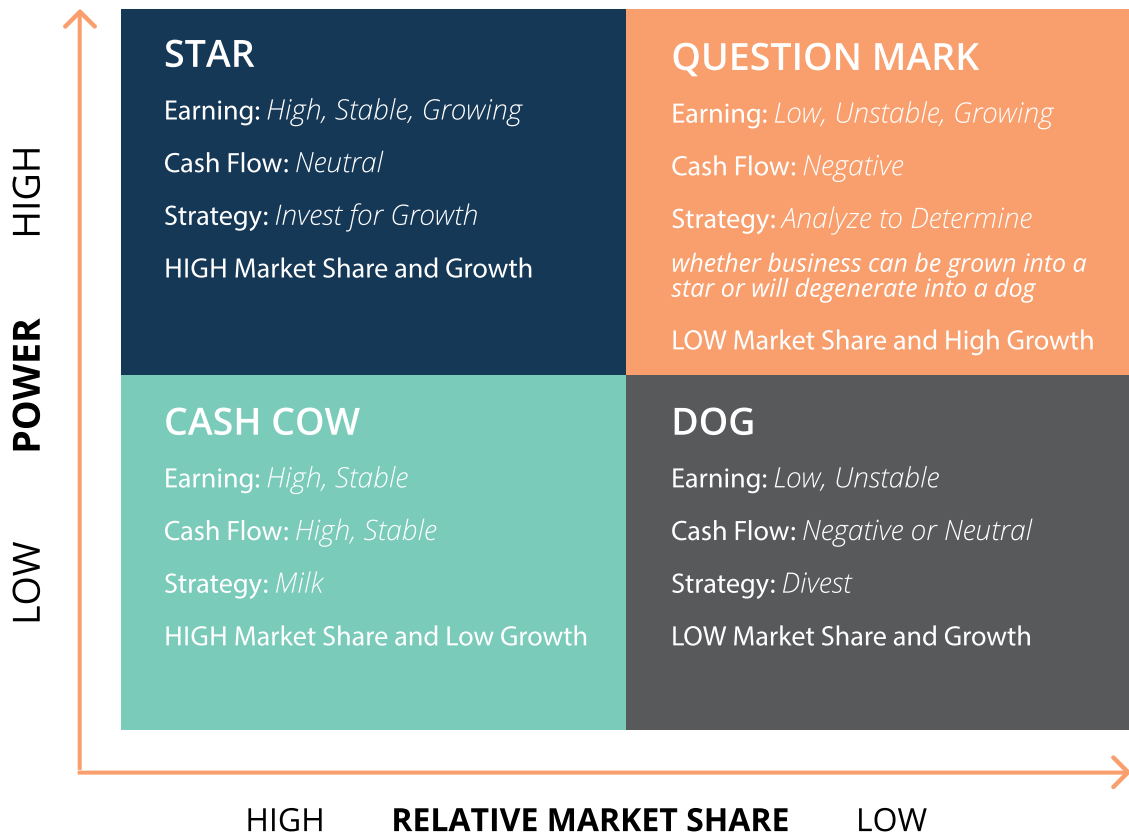 STAR
Earning: High, Stable, Growing
Cash Flow: Neutral
Strategy: Invest for Growth
HIGH Market Share and Growth
QUESTION MARK
Earning: Low, Unstable, Growing
Cash Flow: Negative
Strategy: Analyze to Determine
whether business can be grown into a
star or will degenerate into a dog
LOW Market Share and High Growth
CASH COW
Earning: High, Stable
Cash Flow: High, Stable
Strategy: Milk
HIGH Market Share and Low Growth
DOG
Earning: Low, Unstable
Cash Flow: Negative or Neutral
Strategy: Divest
LOW Market Share and Growth
LOW POWER HIGH
HIGH RELATIVE MARKET SHARE LOW